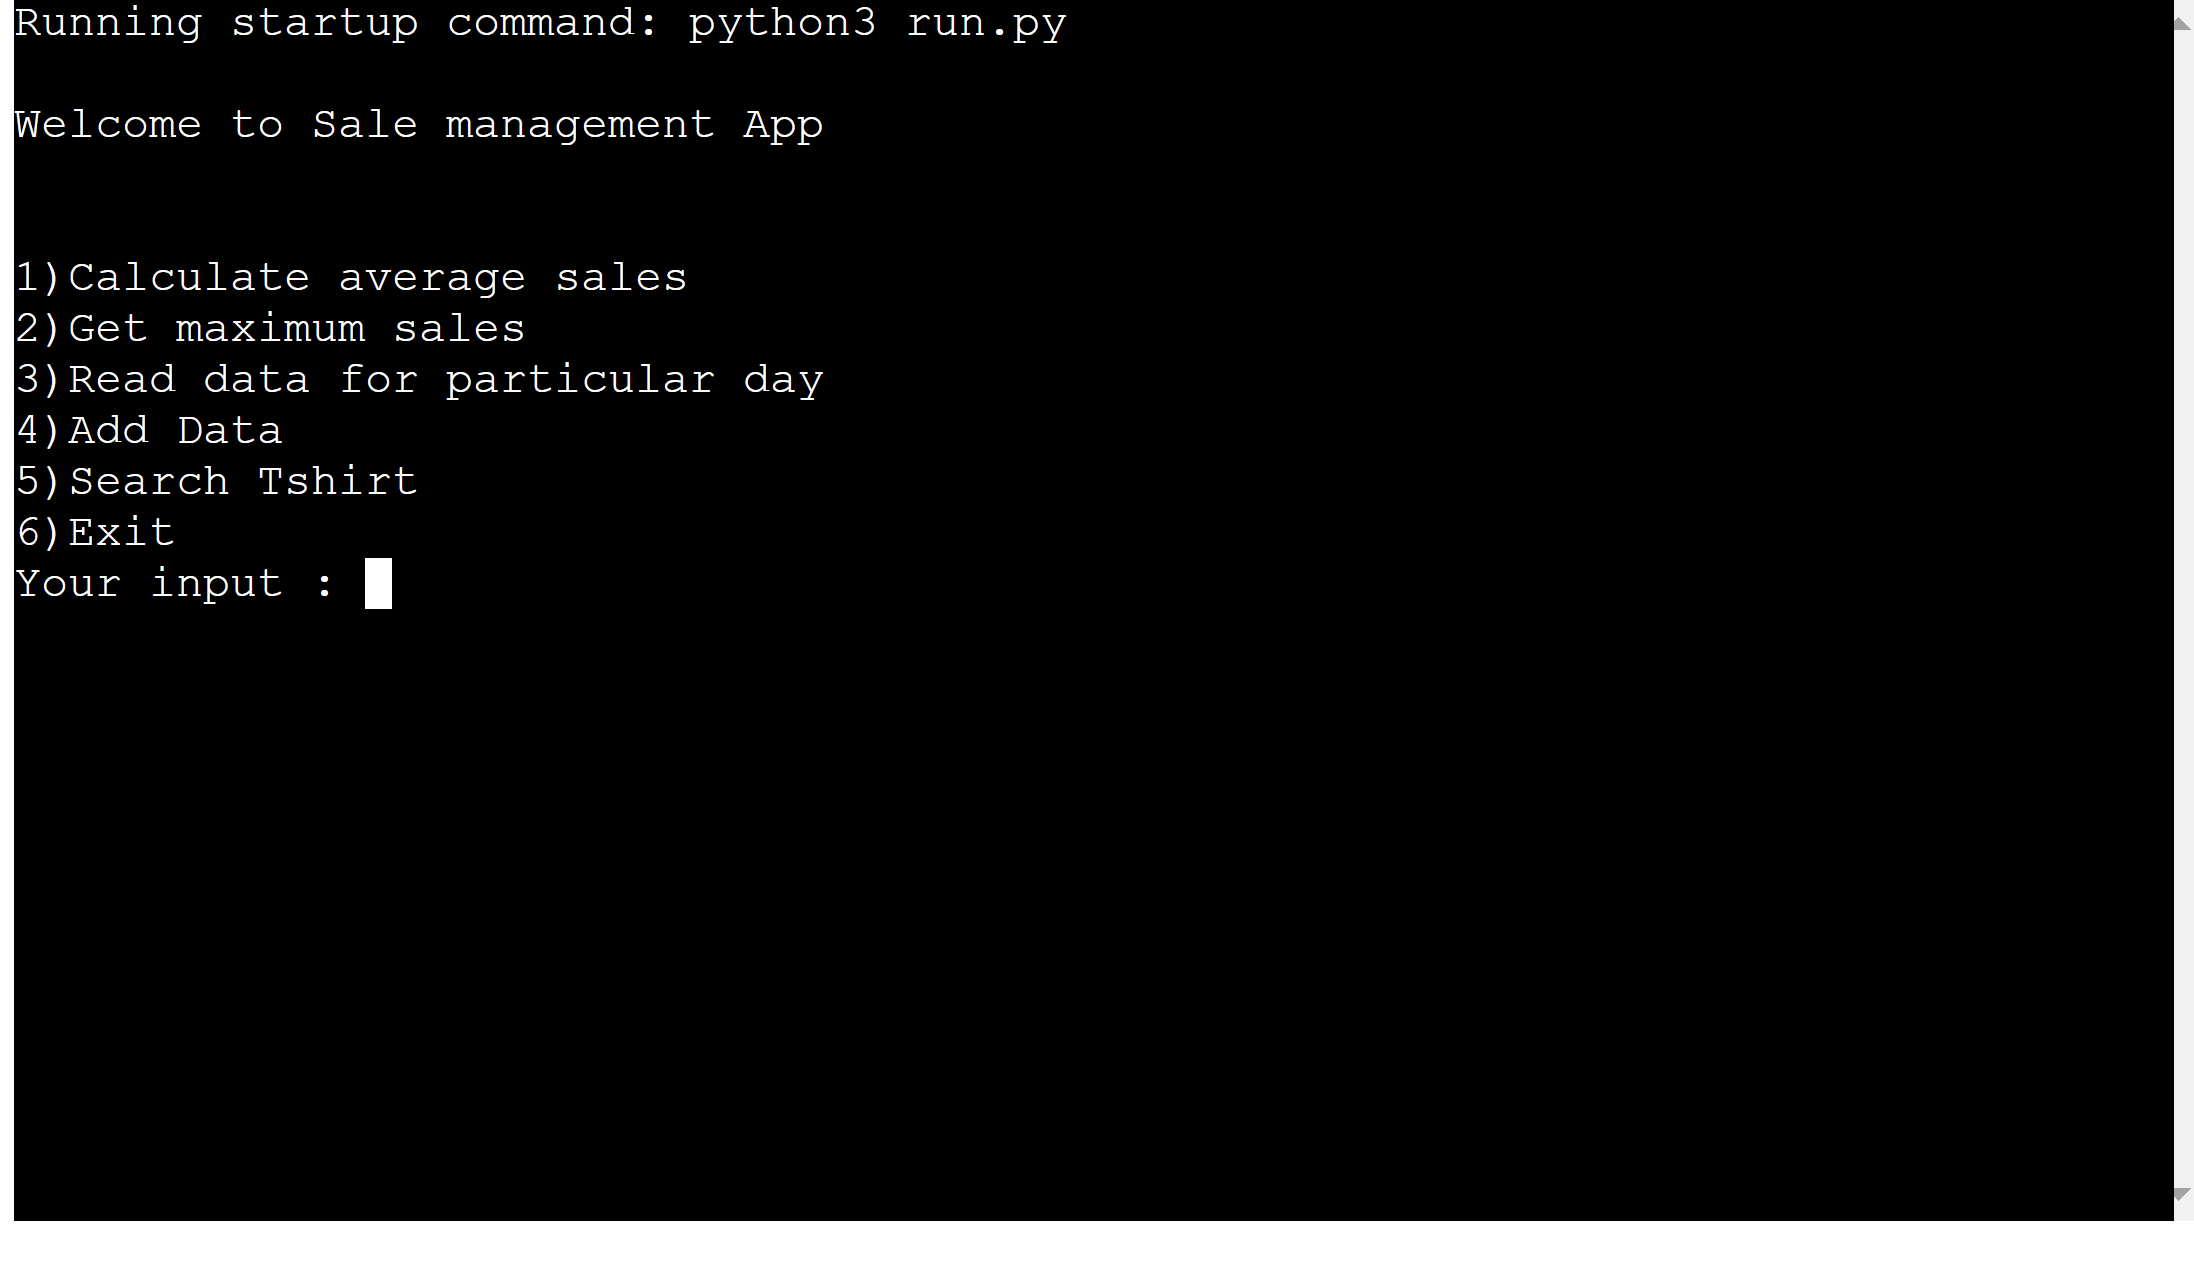 Running startup command: python3 run.py
Welcome to Sale management App
1)Calculate average sales
2)Get maximum sales
3)Read data for particular day
4)Add Data
5)Search Tshirt
6)Exit
Your input :